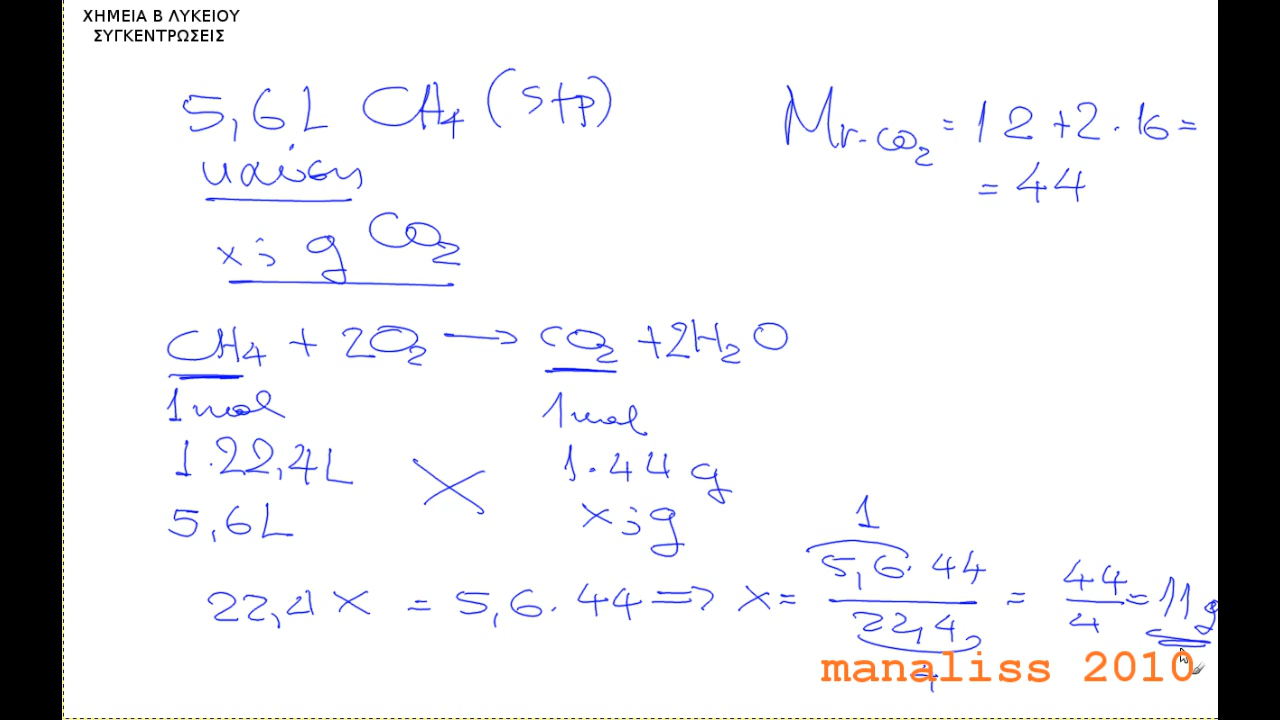 ΧΗΜΕΙΑ Β ΛΥΚΕΙΟΥ
ΣΥΓΚΕΝΤΡΩΣΕΙΣ
5,6L CH₄ (stp)
καύση
x; g CO₂
Mr-CO₂ = 12 + 2 · 16 =
= 44
CH₄ + 2O₂ → CO₂ + 2H₂O
1mol 1mol
1·22,4L 1·44 g
5,6L x; g
22,4 x = 5,6 · 44 ⇒ x = 5,6 · 44 / 22,4 = 44/4 = 11g
1
4
manaliss 2010